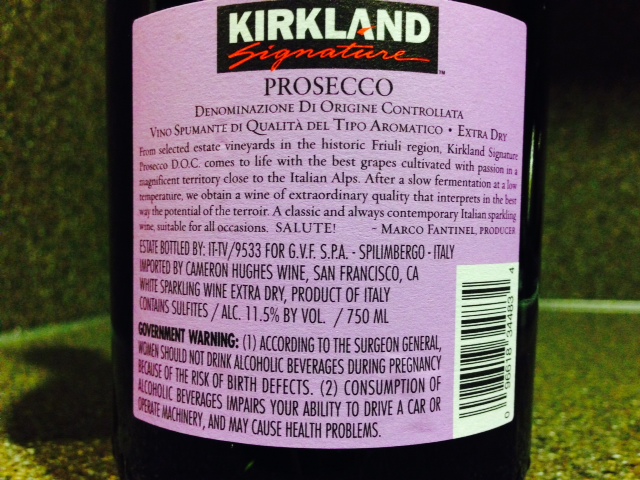 KIRKLAND
Signature™
PROSECCO
DENOMINAZIONE DI ORIGINE CONTROLLATA
VINO SPUMANTE DI QUALITÀ DEL TIPO AROMATICO • EXTRA DRY
From selected estate vineyards in the historic Friuli region, Kirkland Signature
Prosecco D.O.C. comes to life with the best grapes cultivated with passion in a
magnificent territory close to the Italian Alps. After a slow fermentation at a low
temperature, we obtain a wine of extraordinary quality that interprets in the best
way the potential of the terroir. A classic and always contemporary Italian sparkling
wine, suitable for all occasions. SALUTE! ~ MARCO FANTINEL, PRODUCER
ESTATE BOTTLED BY: IT-TV/9533 FOR G.V.F. S.P.A. - SPILIMBERGO - ITALY
IMPORTED BY CAMERON HUGHES WINE, SAN FRANCISCO, CA
WHITE SPARKLING WINE EXTRA DRY, PRODUCT OF ITALY
CONTAINS SULFITES / ALC. 11.5% BY VOL. / 750 ML
GOVERNMENT WARNING: (1) ACCORDING TO THE SURGEON GENERAL,
WOMEN SHOULD NOT DRINK ALCOHOLIC BEVERAGES DURING PREGNANCY
BECAUSE OF THE RISK OF BIRTH DEFECTS. (2) CONSUMPTION OF
ALCOHOLIC BEVERAGES IMPAIRS YOUR ABILITY TO DRIVE A CAR OR
OPERATE MACHINERY, AND MAY CAUSE HEALTH PROBLEMS.
0 96618 34483 4